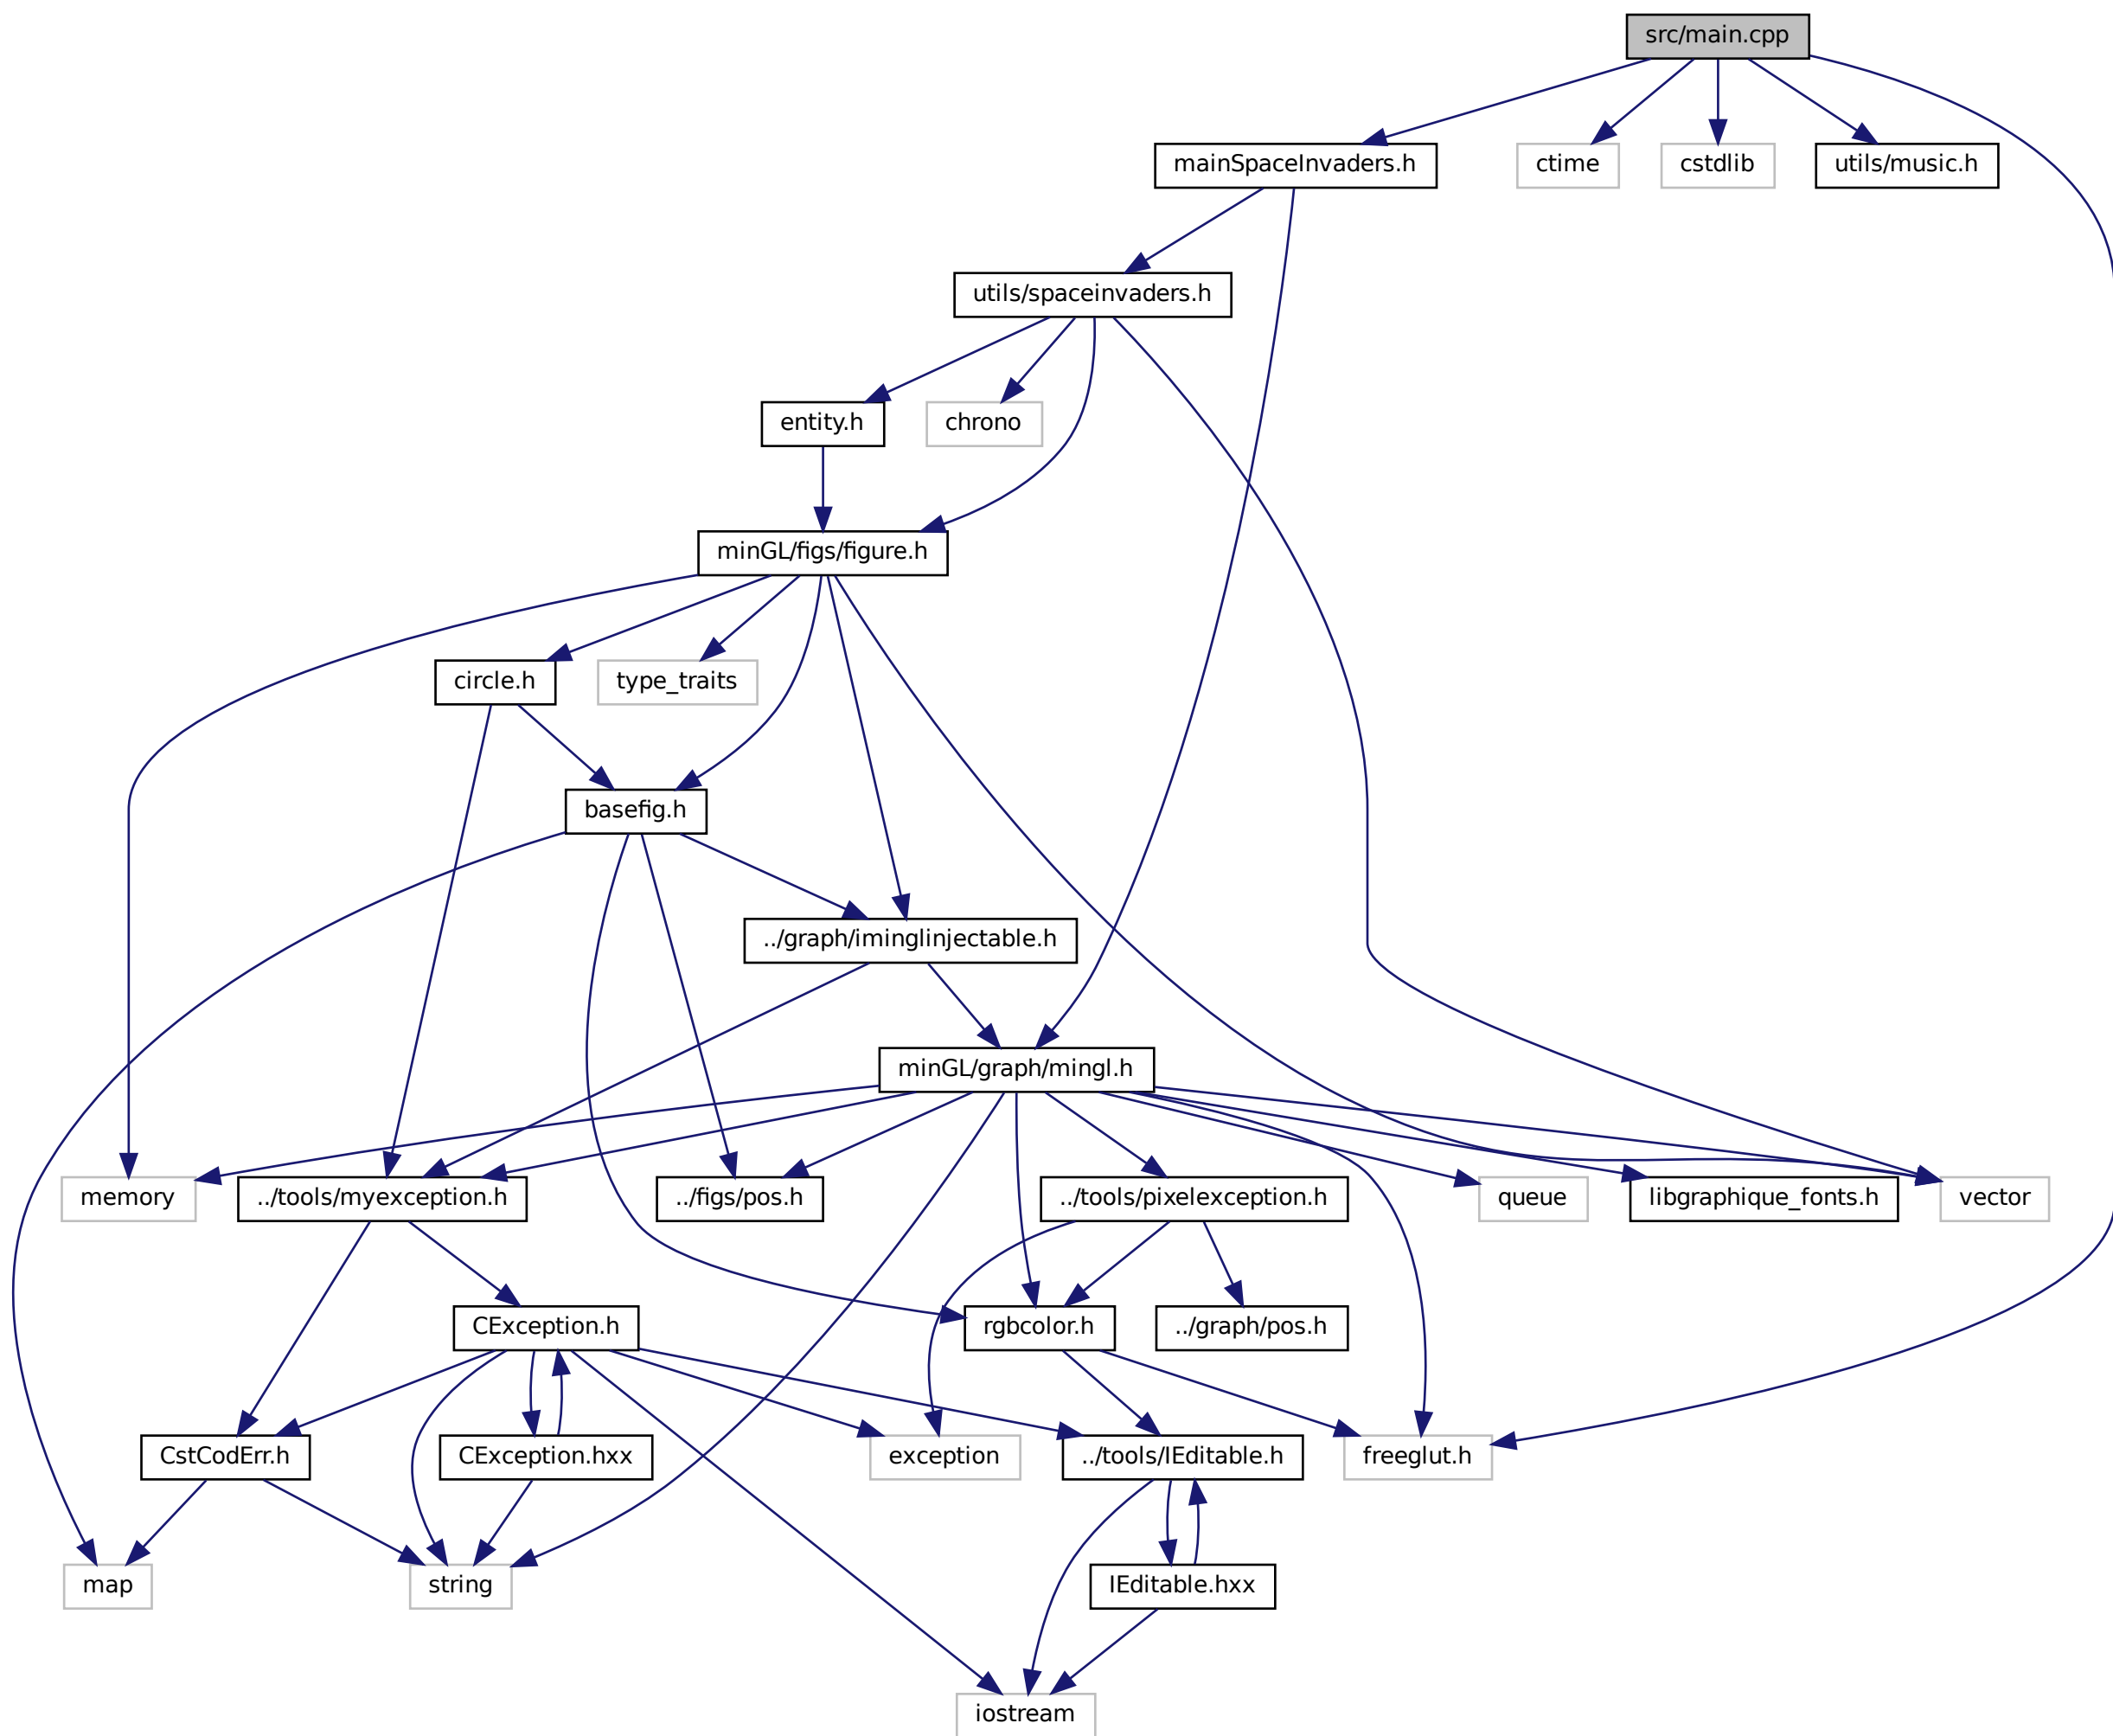 src/main.cpp
mainSpaceInvaders.h
ctime
cstdlib
utils/music.h
utils/spaceinvaders.h
entity.h
chrono
minGL/figs/figure.h
circle.h
type_traits
basefig.h
../graph/iminglinjectable.h
minGL/graph/mingl.h
memory
../tools/myexception.h
../figs/pos.h
../tools/pixelexception.h
queue
libgraphique_fonts.h
vector
CException.h
rgbcolor.h
../graph/pos.h
CstCodErr.h
CException.hxx
exception
../tools/IEditable.h
freeglut.h
map
string
IEditable.hxx
iostream